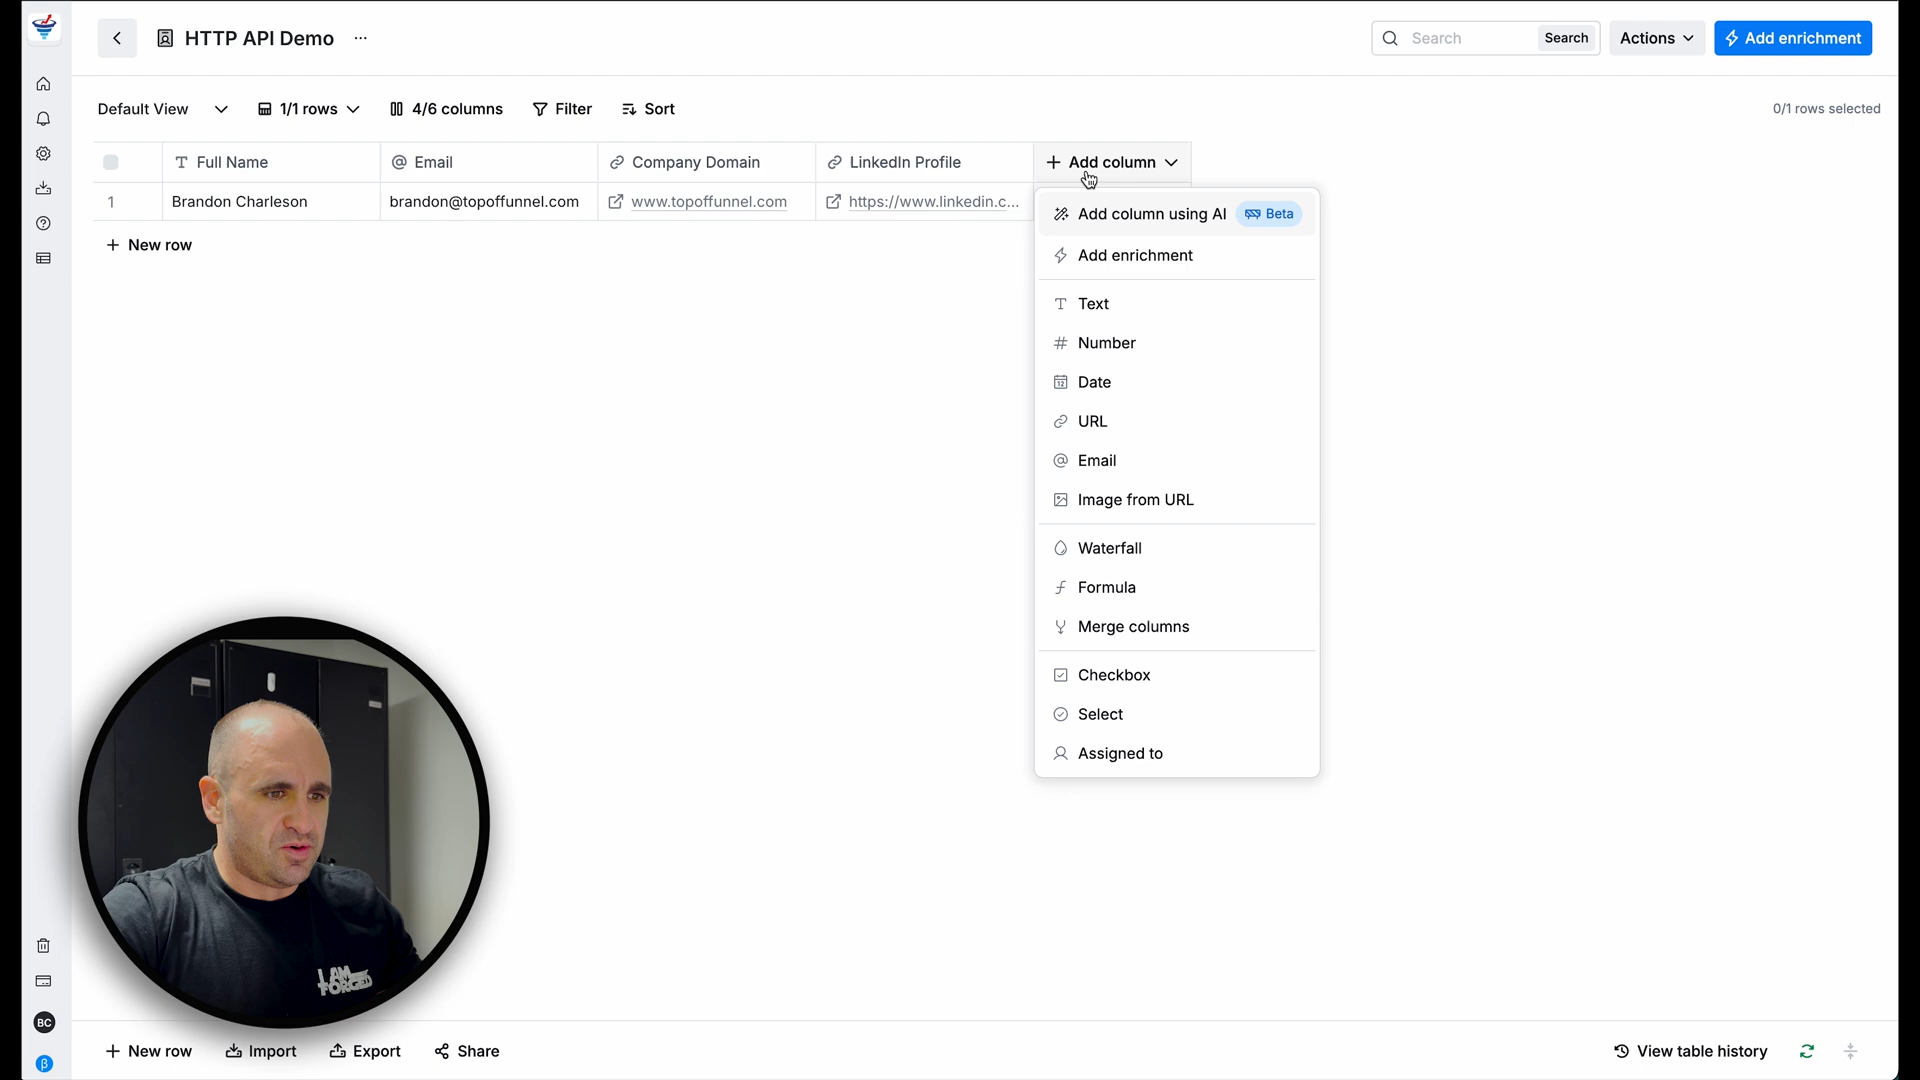 HTTP API Demo
Search
Search
Actions
Add enrichment
Default View
1/1 rows
4/6 columns
Filter
Sort
0/1 rows selected
Full Name
Email
Company Domain
LinkedIn Profile
Add column
1
Brandon Charleson
brandon@topoffunnel.com
www.topoffunnel.com
https://www.linkedin.c...
New row
Add column using AI
Beta
Add enrichment
Text
Number
Date
URL
Email
Image from URL
Waterfall
Formula
Merge columns
Checkbox
Select
Assigned to
I AM
FORGED
BC
β
New row
Import
Export
Share
View table history